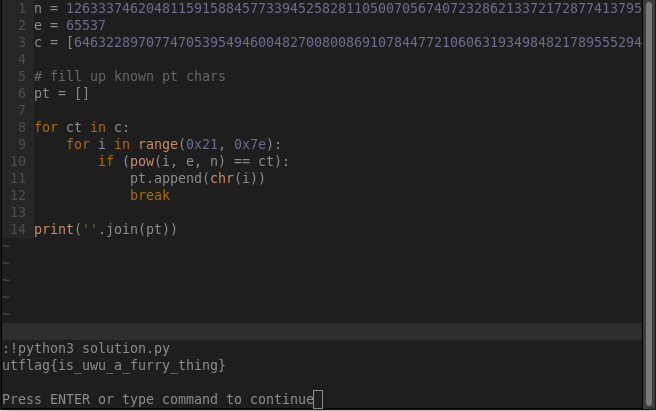 1 n = 126333746204811591588457733945258281105007056740723286213372172877413795
2 e = 65537
3 c = [646322897077470539549460048270080086910784477210606319349848217895552​94
4
5 # fill up known pt chars
6 pt = []
7
8 for ct in c:
9 for i in range(0x21, 0x7e):
10 if (pow(i, e, n) == ct):
11 pt.append(chr(i))
12 break
13
14 print(''.join(pt))
~
~
~
~
~
:!python3 solution.py
utflag{is_uwu_a_furry_thing}
Press ENTER or type command to continue